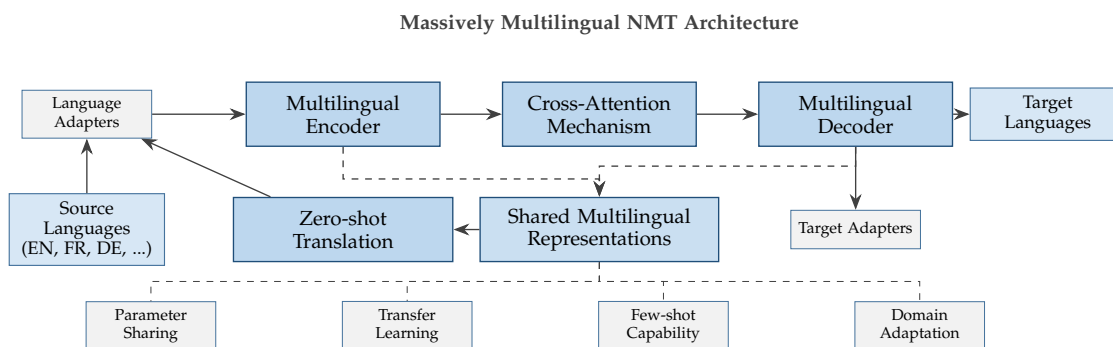 Massively Multilingual NMT Architecture
Language
Adapters
Multilingual
Encoder
Cross-Attention
Mechanism
Multilingual
Decoder
Target
Languages
Source
Languages
(EN, FR, DE, ...)
Zero-shot
Translation
Shared Multilingual
Representations
Target Adapters
Parameter
Sharing
Transfer
Learning
Few-shot
Capability
Domain
Adaptation